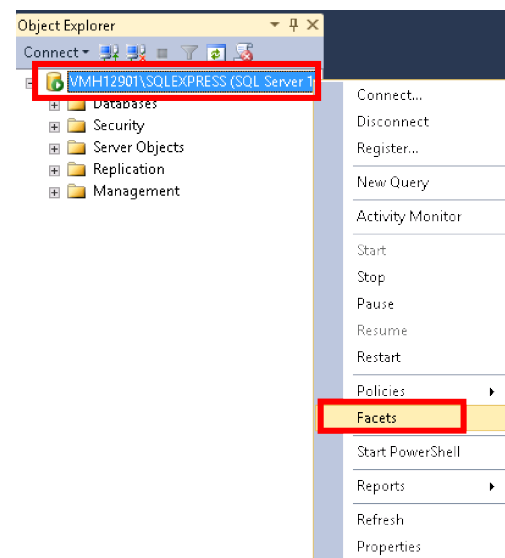 Object Explorer
Connect
VMH12901\SQLEXPRESS (SQL Server 1
Databases
Security
Server Objects
Replication
Management
Connect...
Disconnect
Register...
New Query
Activity Monitor
Start
Stop
Pause
Resume
Restart
Policies
Facets
Start PowerShell
Reports
Refresh
Properties